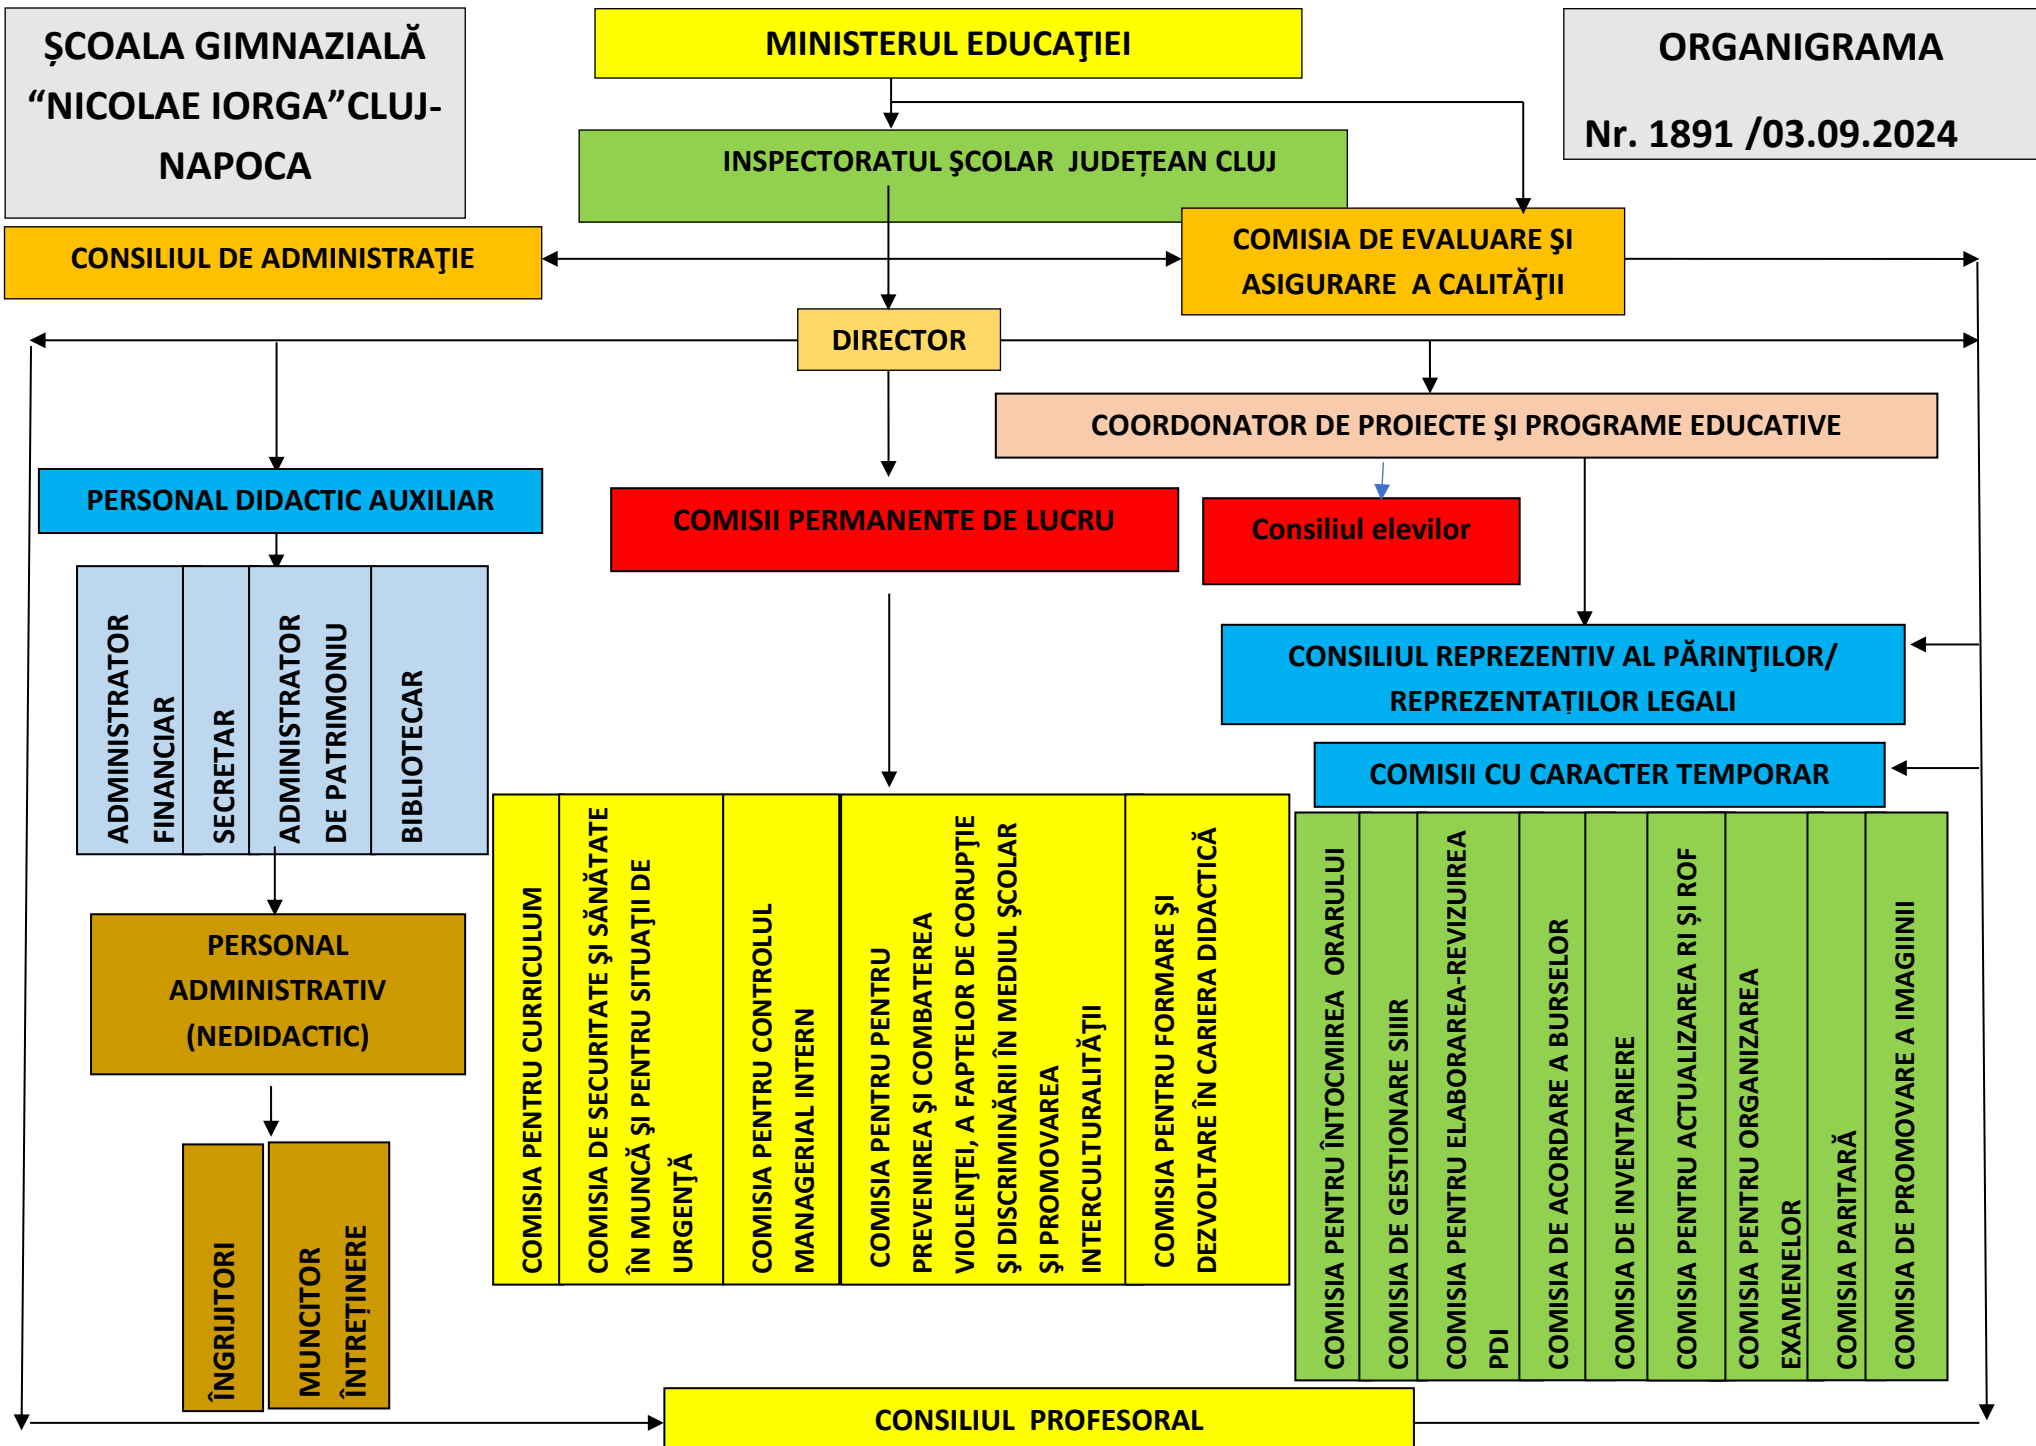 ȘCOALA GIMNAZIALĂ
“NICOLAE IORGA”CLUJ-
NAPOCA
MINISTERUL EDUCAŢIEI
ORGANIGRAMA
Nr. 1891 /03.09.2024
INSPECTORATUL ŞCOLAR JUDEȚEAN CLUJ
CONSILIUL DE ADMINISTRAŢIE
COMISIA DE EVALUARE ŞI
ASIGURARE A CALITĂŢII
DIRECTOR
COORDONATOR DE PROIECTE ŞI PROGRAME EDUCATIVE
PERSONAL DIDACTIC AUXILIAR
COMISII PERMANENTE DE LUCRU
Consiliul elevilor
ADMINISTRATOR
FINANCIAR
SECRETAR
ADMINISTRATOR
DE PATRIMONIU
BIBLIOTECAR
CONSILIUL REPREZENTIV AL PĂRINŢILOR/
REPREZENTAȚILOR LEGALI
COMISII CU CARACTER TEMPORAR
PERSONAL
ADMINISTRATIV
(NEDIDACTIC)
ÎNGRIJITORI
MUNCITOR
ÎNTREȚINERE
COMISIA PENTRU CURRICULUM
COMISIA DE SECURITATE ŞI SĂNĂTATE
ÎN MUNCĂ ŞI PENTRU SITUAŢII DE
URGENŢĂ
COMISIA PENTRU CONTROLUL
MANAGERIAL INTERN
COMISIA PENTRU
PREVENIREA ŞI COMBATEREA
VIOLENŢEI, A FAPTELOR DE CORUPŢIE
ŞI DISCRIMINĂRII ÎN MEDIUL ŞCOLAR
ŞI PROMOVAREA
INTERCULTURALITĂŢII
COMISIA PENTRU FORMARE ŞI
DEZVOLTARE ÎN CARIERA DIDACTICĂ
COMISIA PENTRU ÎNTOCMIREA ORARULUI
COMISIA DE GESTIONARE SIIIR
COMISIA PENTRU ELABORAREA-REVIZUIREA
PDI
COMISIA DE ACORDARE A BURSELOR
COMISIA DE INVENTARIERE
COMISIA PENTRU ACTUALIZAREA RI ȘI ROF
COMISIA PENTRU ORGANIZAREA
EXAMENELOR
COMISIA PARITARĂ
COMISIA DE PROMOVARE A IMAGIINII
CONSILIUL PROFESORAL